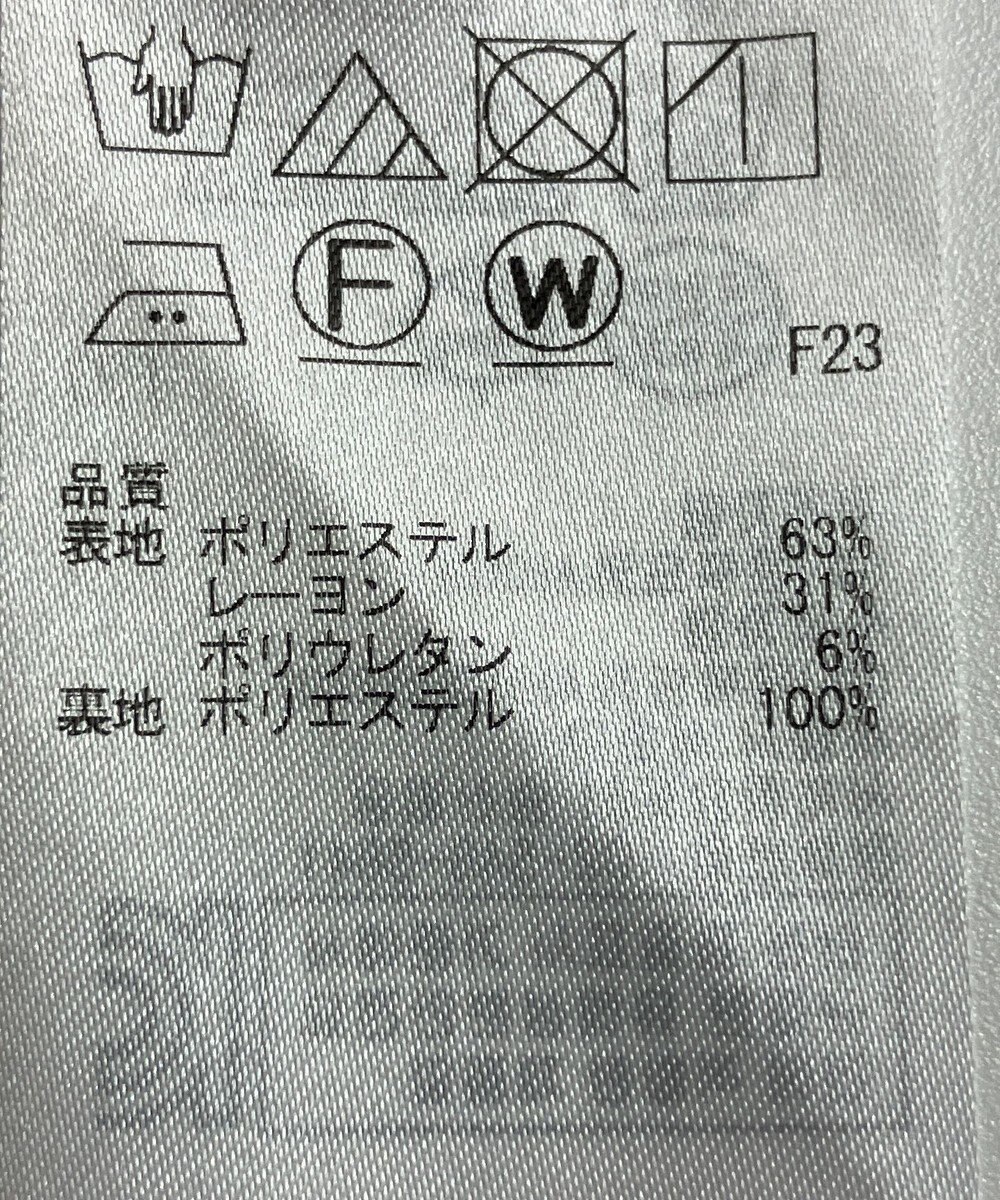 F W
F23
品質
表地 ポリエステル 63%
レーヨン 31%
ポリウレタン 6%
裏地 ポリエステル 100%